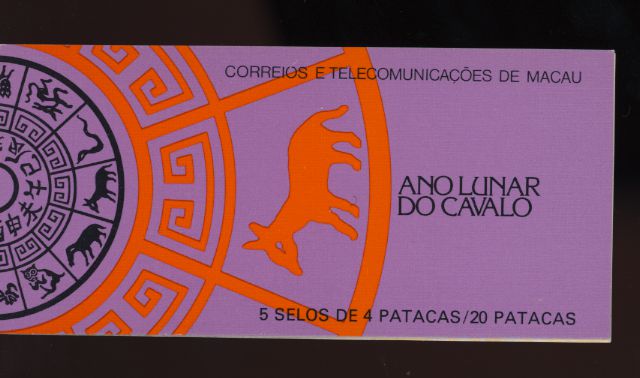 CORREIOS E TELECOMUNICAÇÕES DE MACAU
ANO LUNAR
DO CAVALO
5 SELOS DE 4 PATACAS/20 PATACAS